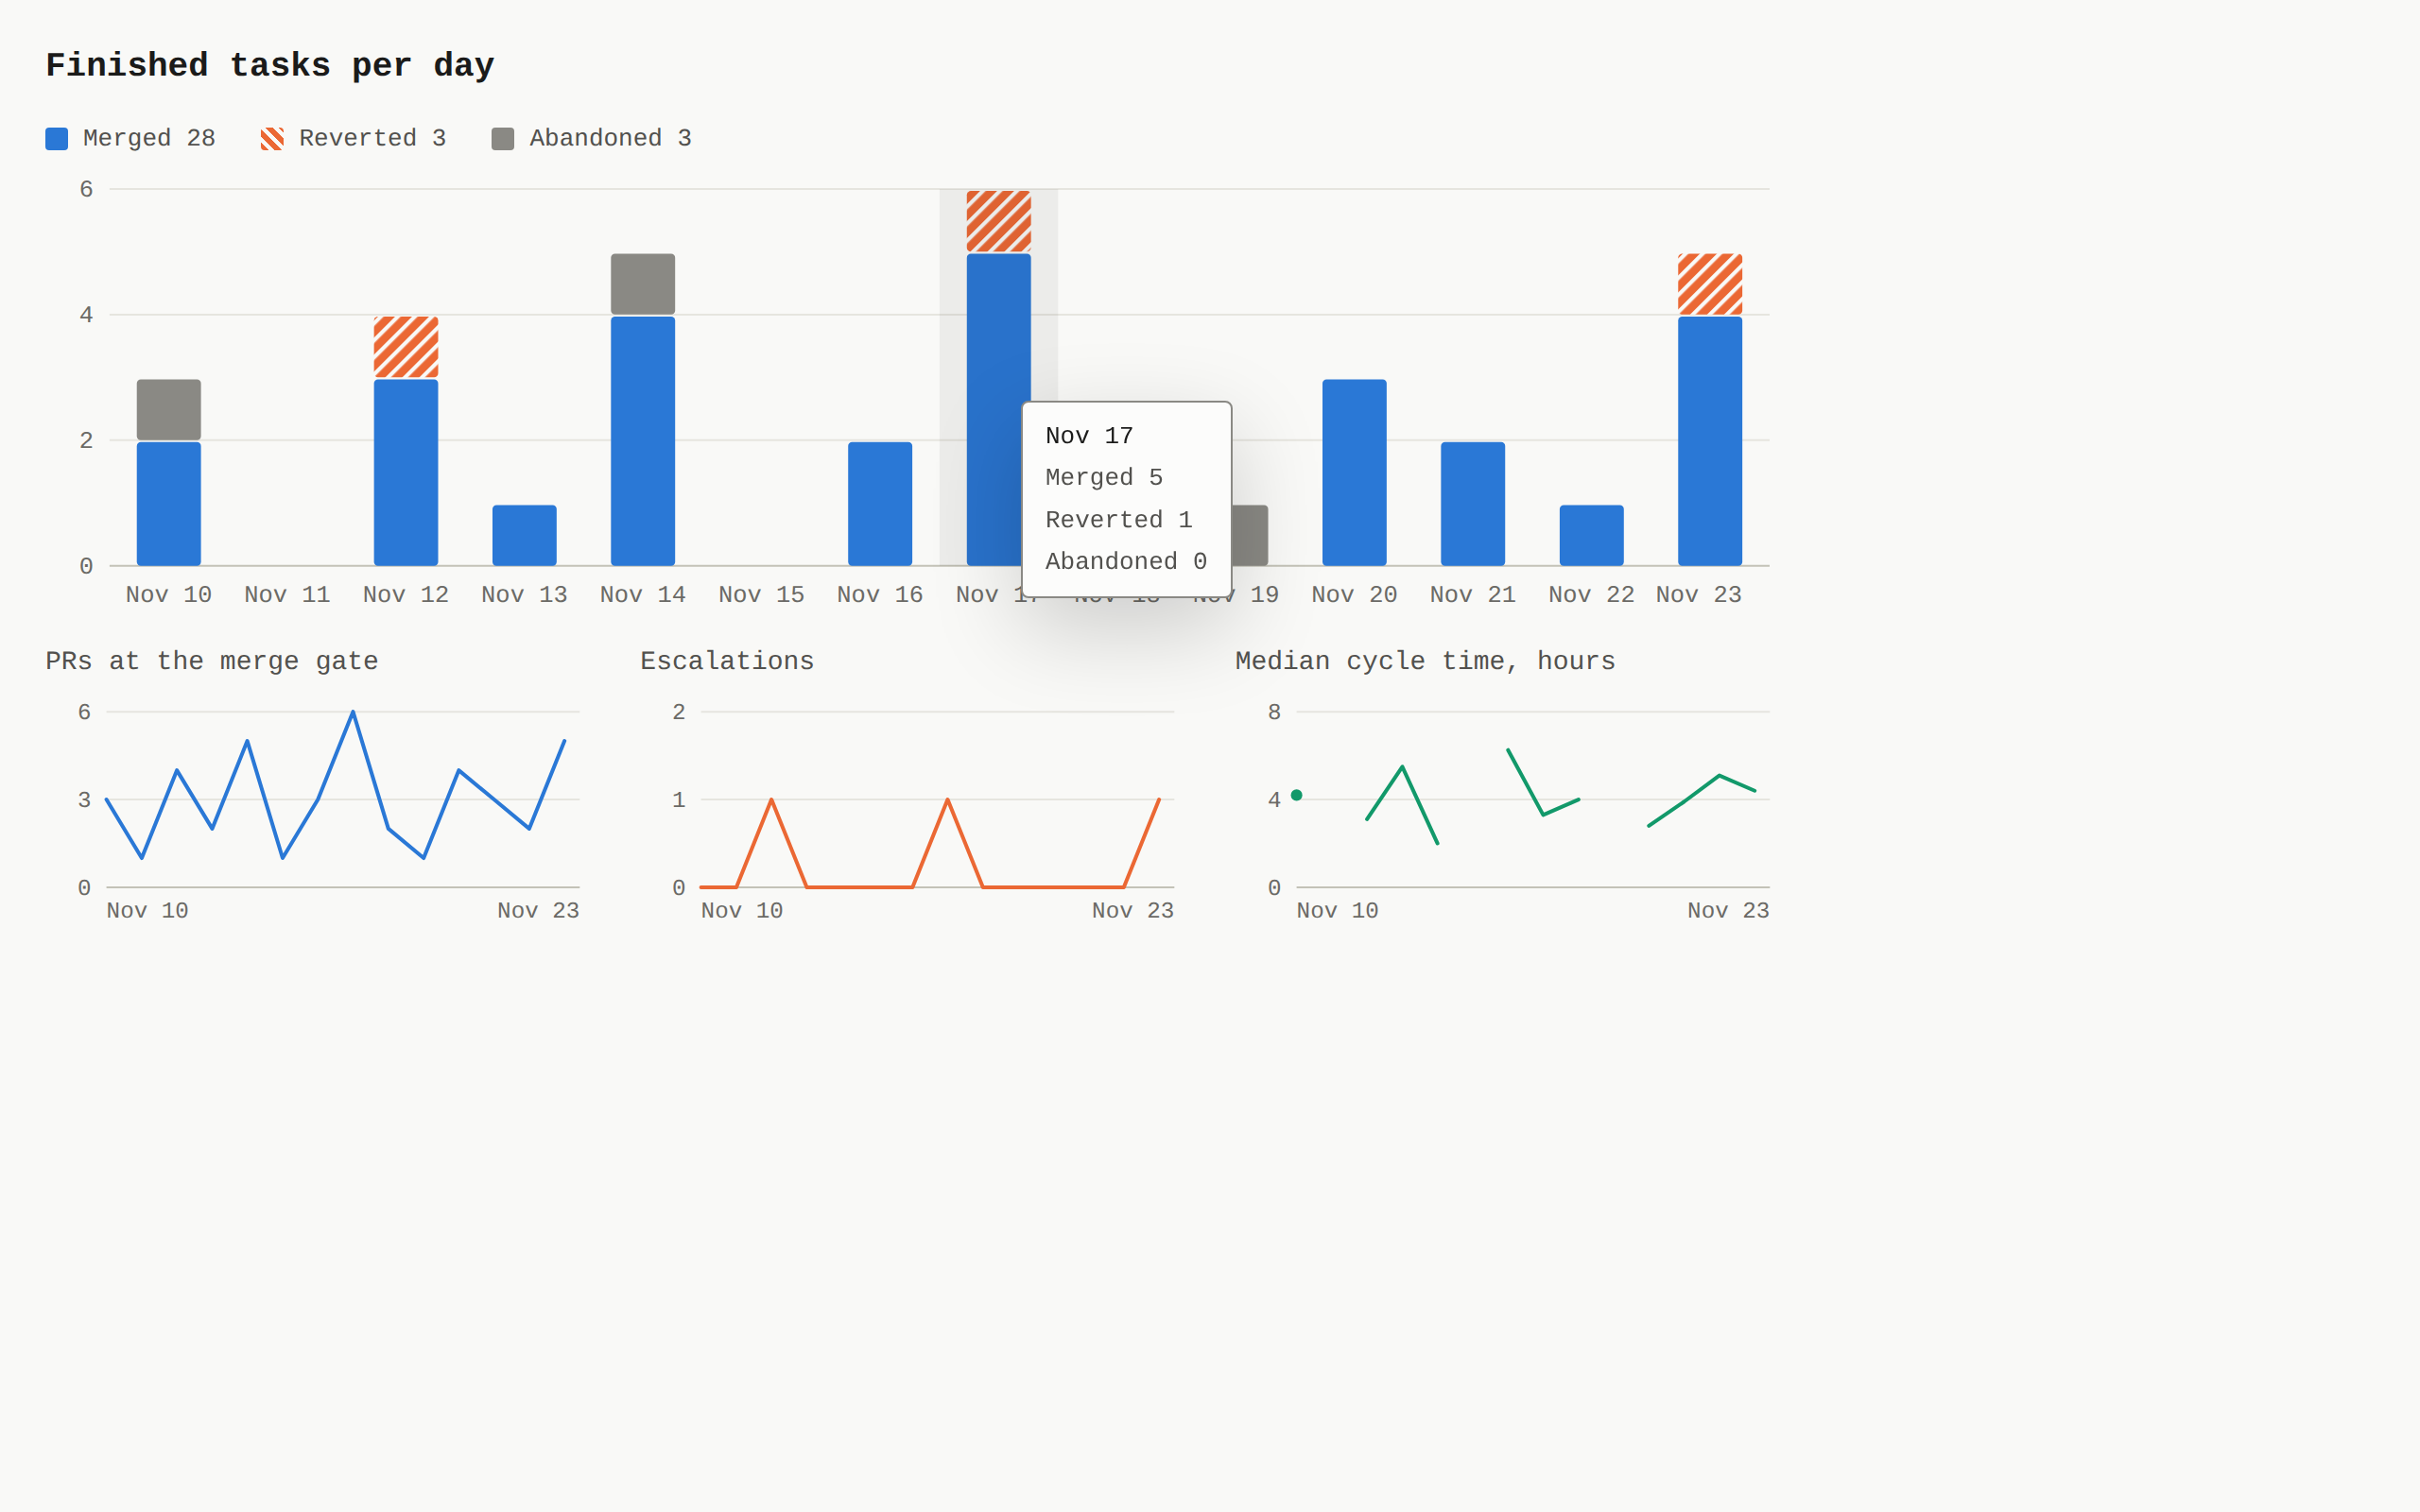 Finished tasks per day
Merged 28 Reverted 3 Abandoned 3
6
4
2
0
Nov 17
Merged 5
Reverted 1
Abandoned 0
Nov 10 Nov 11 Nov 12 Nov 13 Nov 14 Nov 15 Nov 16 Nov 19 Nov 20 Nov 21 Nov 22 Nov 23
PRs at the merge gate
6
3
0
Nov 10 Nov 23
Escalations
2
1
0
Nov 10 Nov 23
Median cycle time, hours
8
4
0
Nov 10 Nov 23